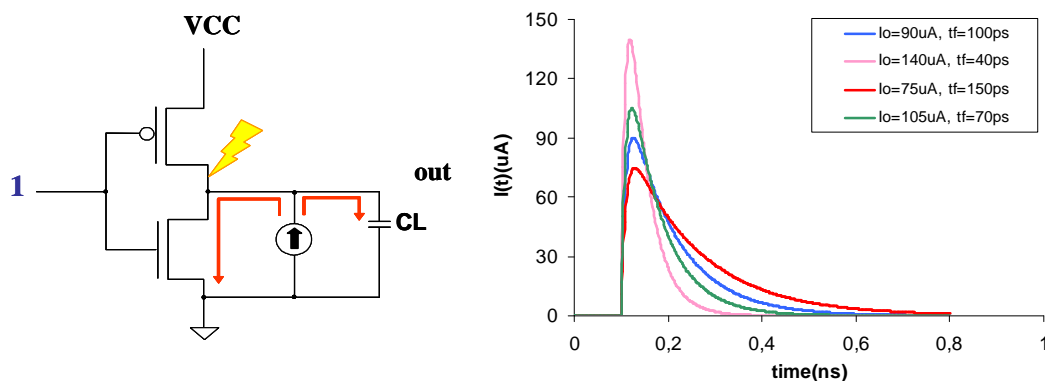 VCC
1
out
CL
I(t)(uA)
150
120
90
60
30
0
0
0,2
0,4
0,6
0,8
1
time(ns)
Io=90uA, tf=100ps
Io=140uA, tf=40ps
Io=75uA, tf=150ps
Io=105uA, tf=70ps